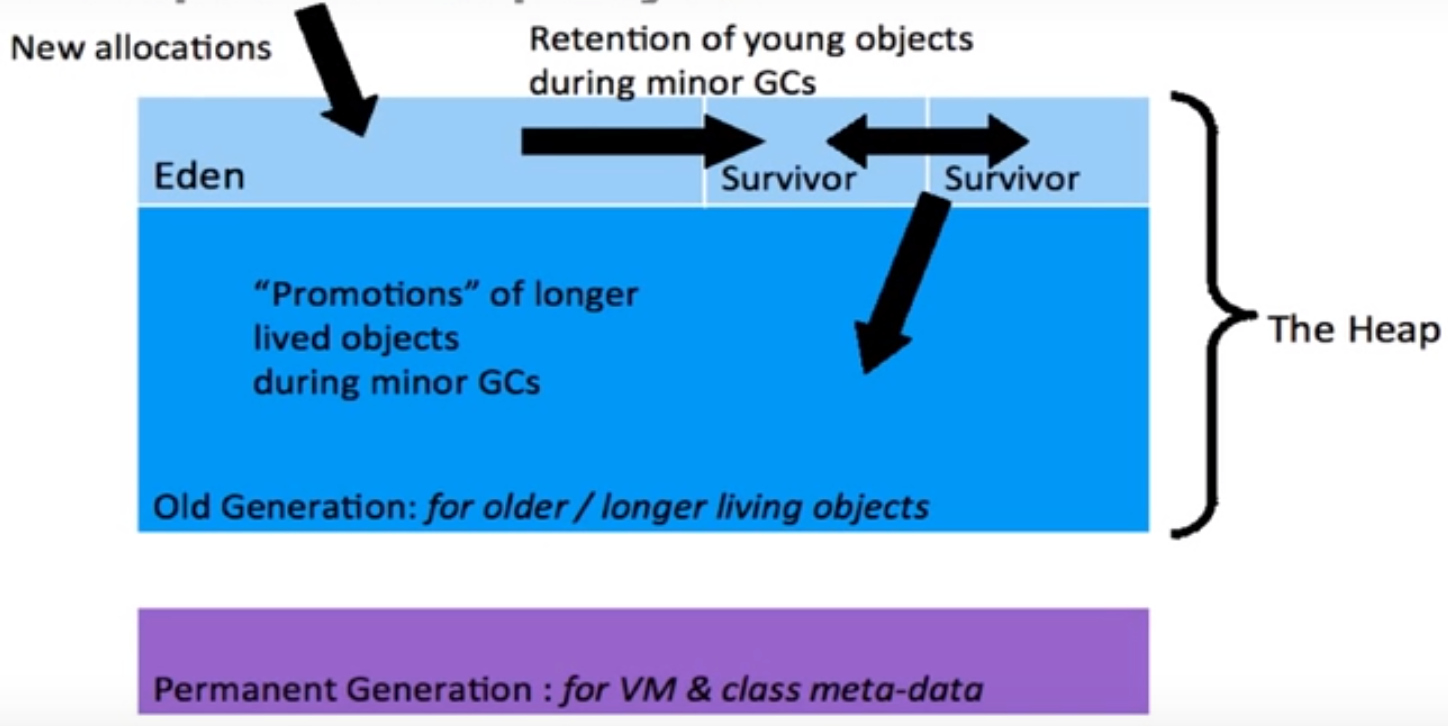 New allocations
Retention of young objects
during minor GCs
Eden
Survivor
Survivor
“Promotions” of longer
lived objects
during minor GCs
The Heap
Old Generation: for older / longer living objects
Permanent Generation : for VM & class meta-data